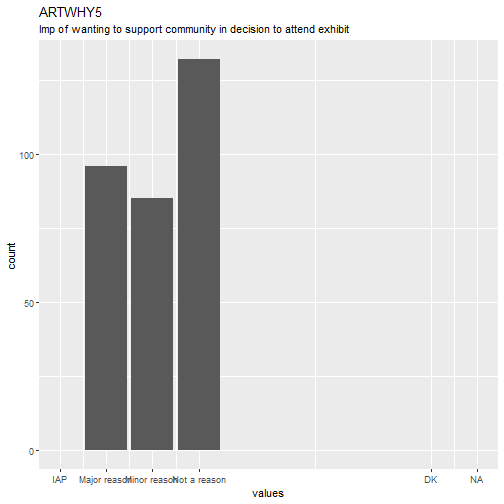 ARTWHY5
Imp of wanting to support community in decision to attend exhibit
100
50
0
count
IAP Major reason Minor reason Not a reason DK NA
values